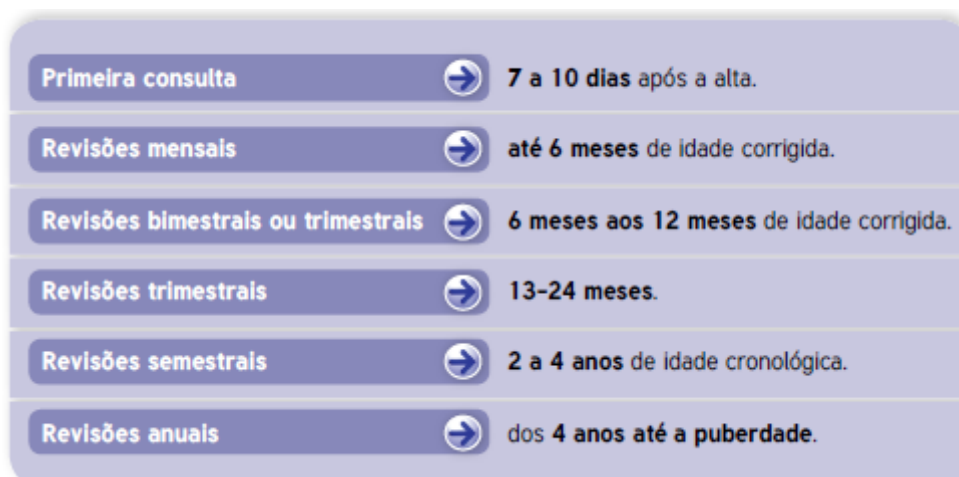 Primeira consulta 7 a 10 dias após a alta.
Revisões mensais até 6 meses de idade corrigida.
Revisões bimestrais ou trimestrais 6 meses aos 12 meses de idade corrigida.
Revisões trimestrais 13–24 meses.
Revisões semestrais 2 a 4 anos de idade cronológica.
Revisões anuais dos 4 anos até a puberdade.